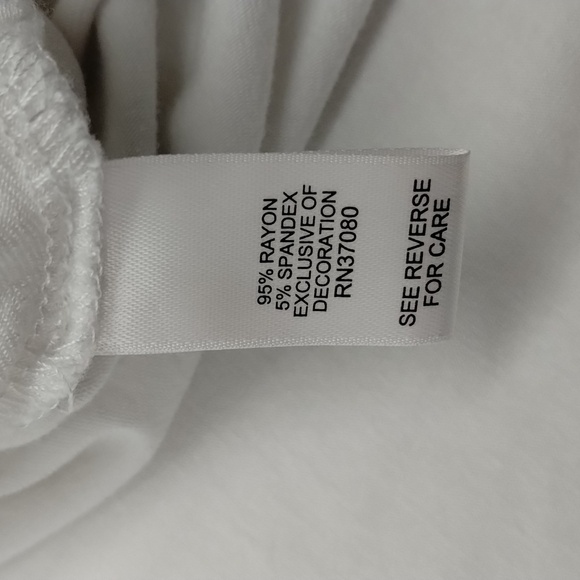 95% RAYON
5% SPANDEX
EXCLUSIVE OF
DECORATION
RN37080
SEE REVERSE
FOR CARE